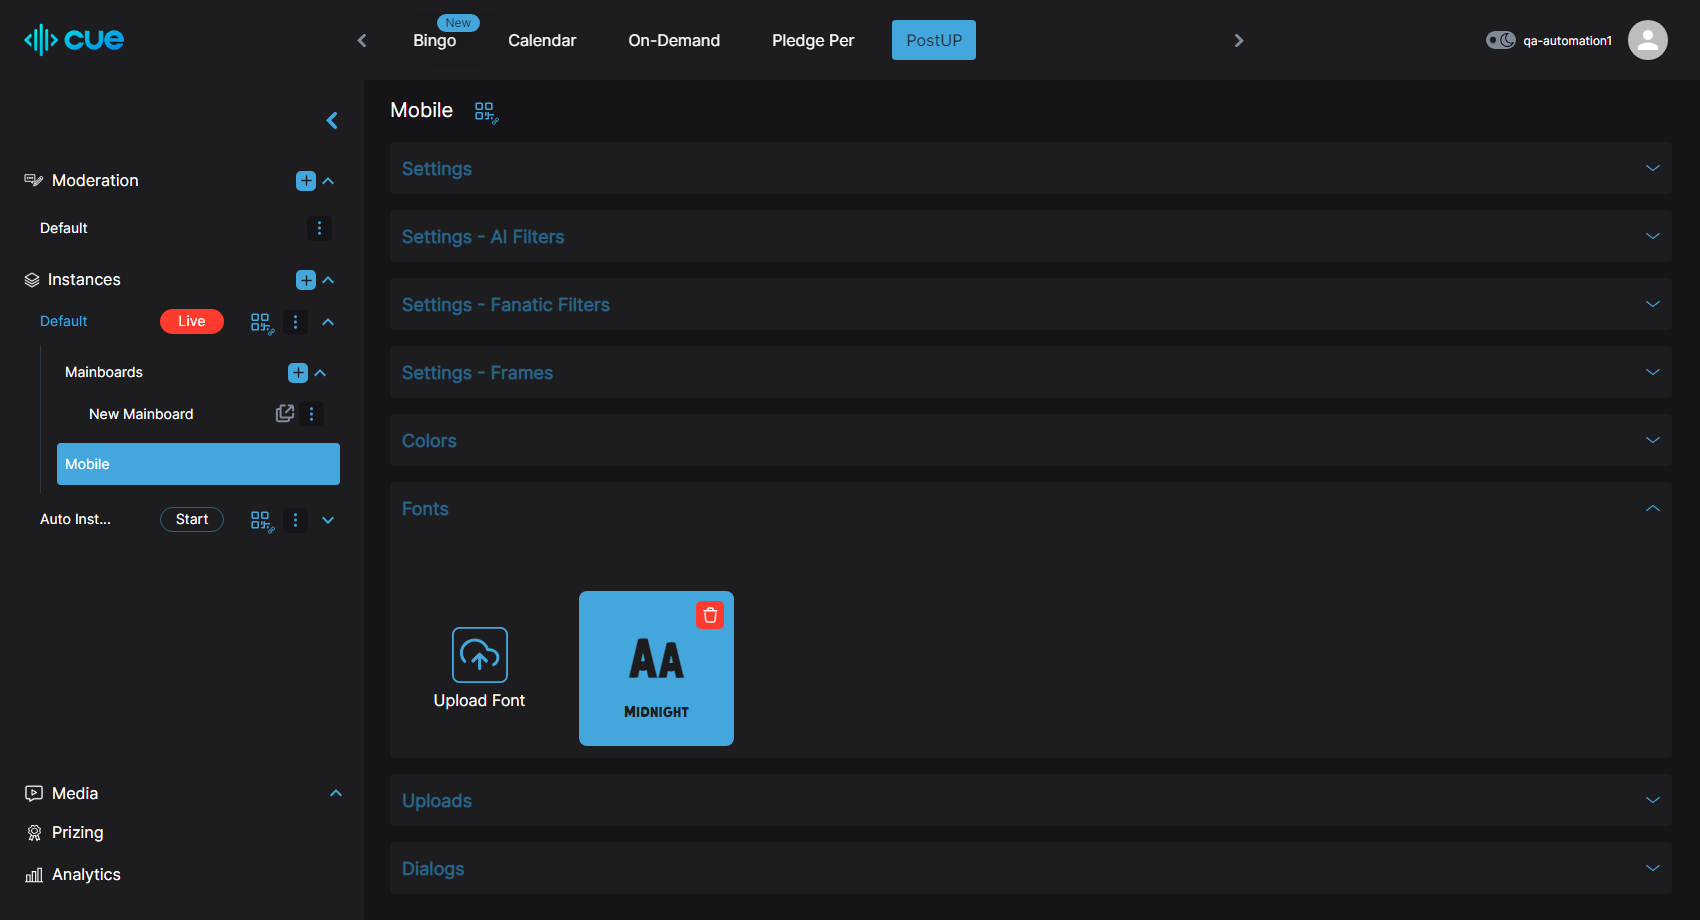 cue
New
Bingo
Calendar
On-Demand
Pledge Per
PostUP
qa-automation1
Moderation
Default
Instances
Default
Live
Mainboards
New Mainboard
Mobile
Auto Inst...
Start
Media
Prizing
Analytics
Mobile
Settings
Settings - AI Filters
Settings - Fanatic Filters
Settings - Frames
Colors
Fonts
Upload Font
Aa
Midnight
Uploads
Dialogs